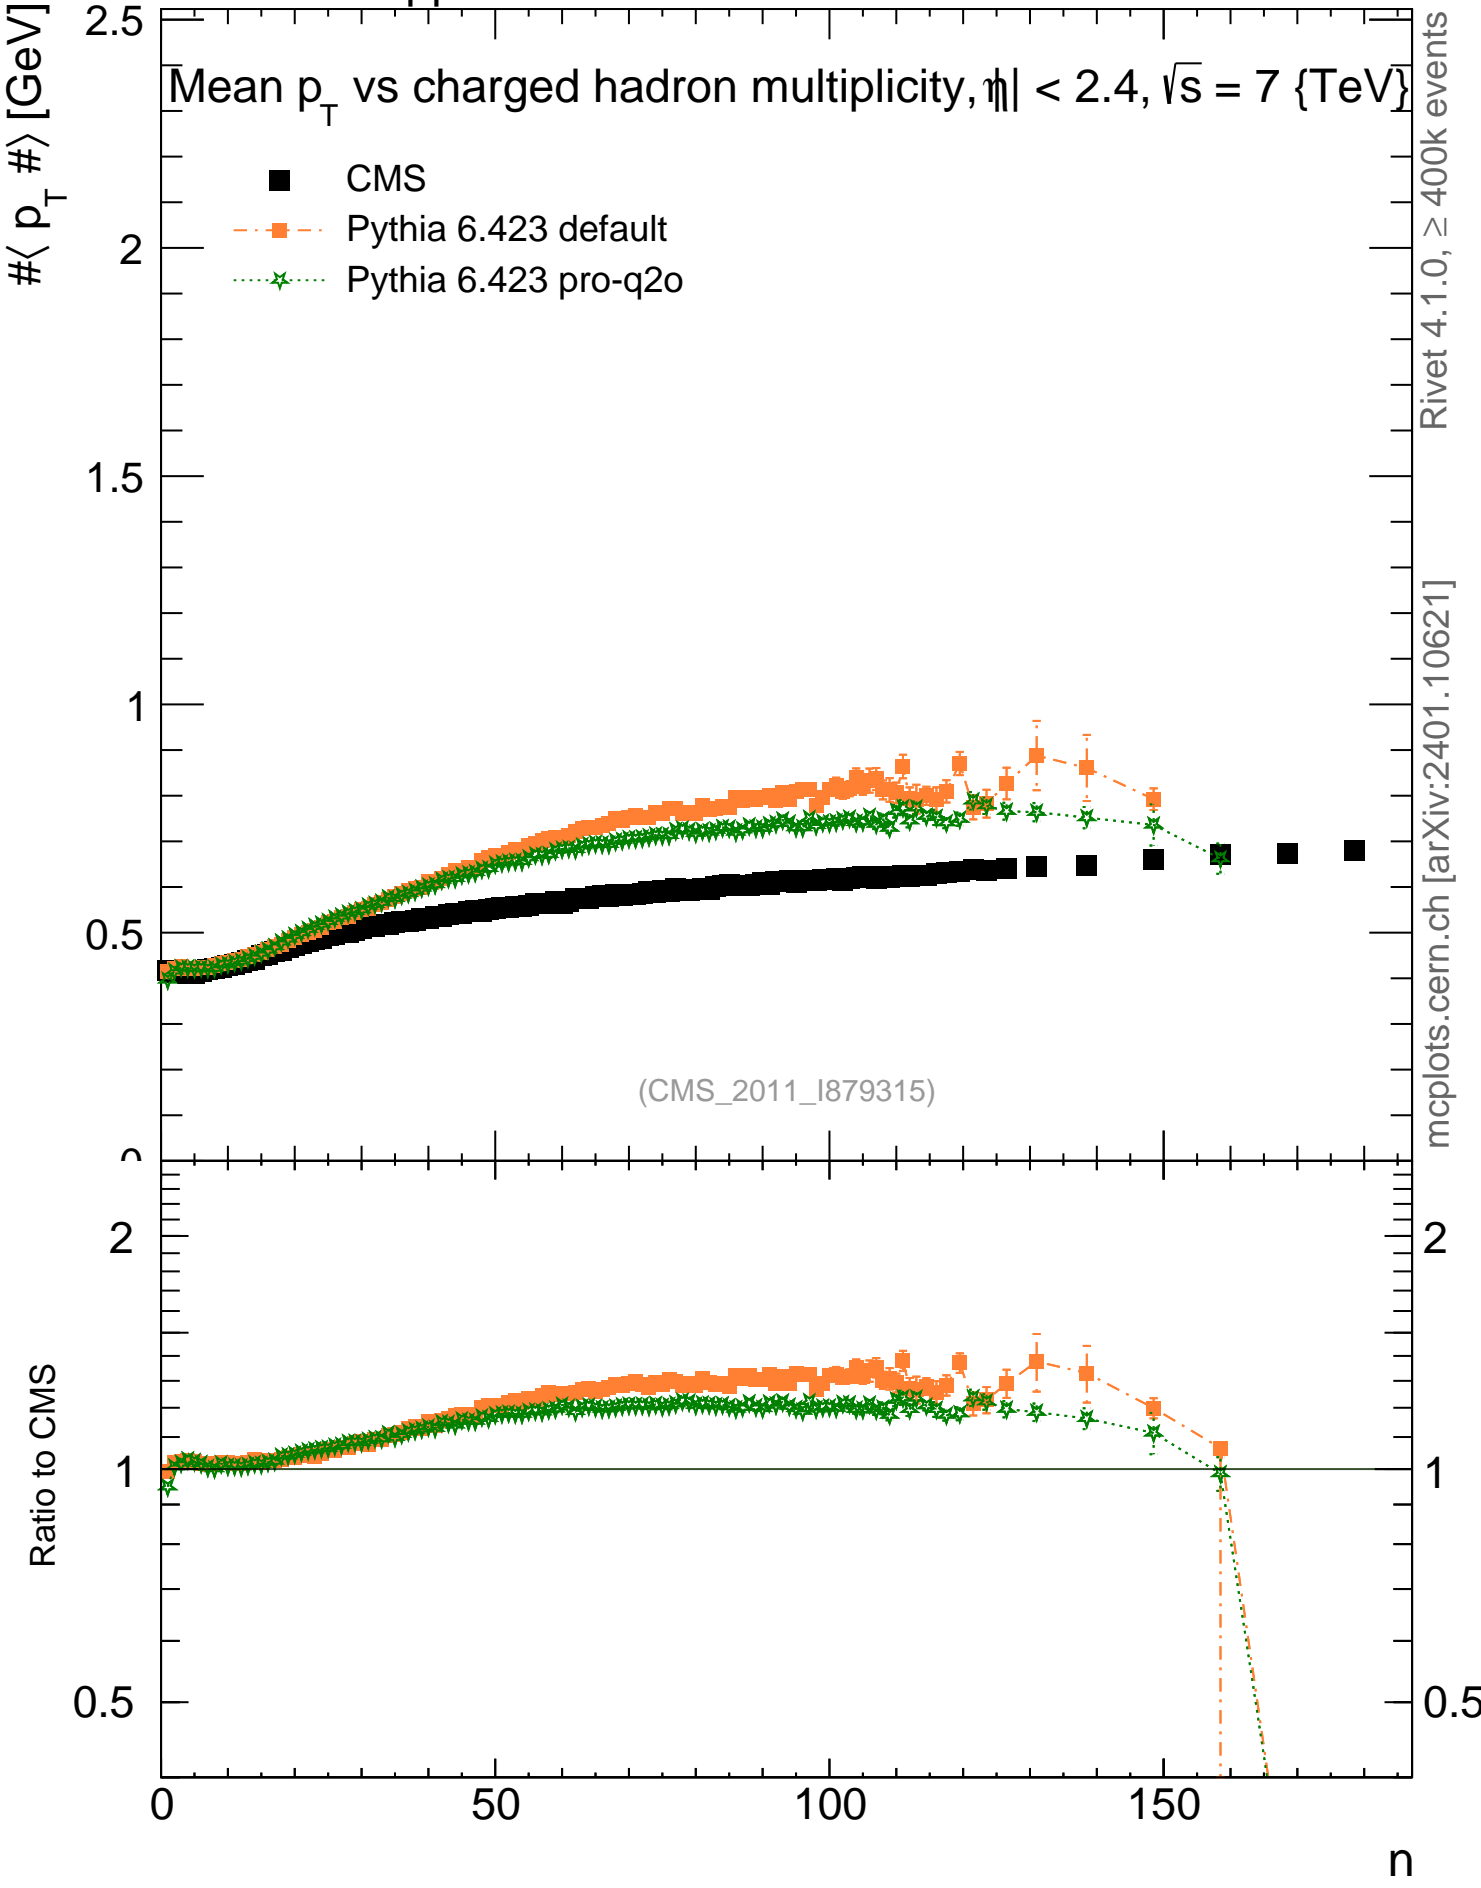 #⟨ p_T #⟩ [GeV]
Mean p_T vs charged hadron multiplicity, |η| < 2.4, √s = 7 {TeV}
CMS
Pythia 6.423 default
Pythia 6.423 pro-q2o
2.5
2
1.5
1
0.5
0
(CMS_2011_I879315)
Rivet 4.1.0, ≥ 400k events
mcplots.cern.ch [arXiv:2401.10621]
Ratio to CMS
2
1
0.5
2
1
0.5
0
50
100
150
n